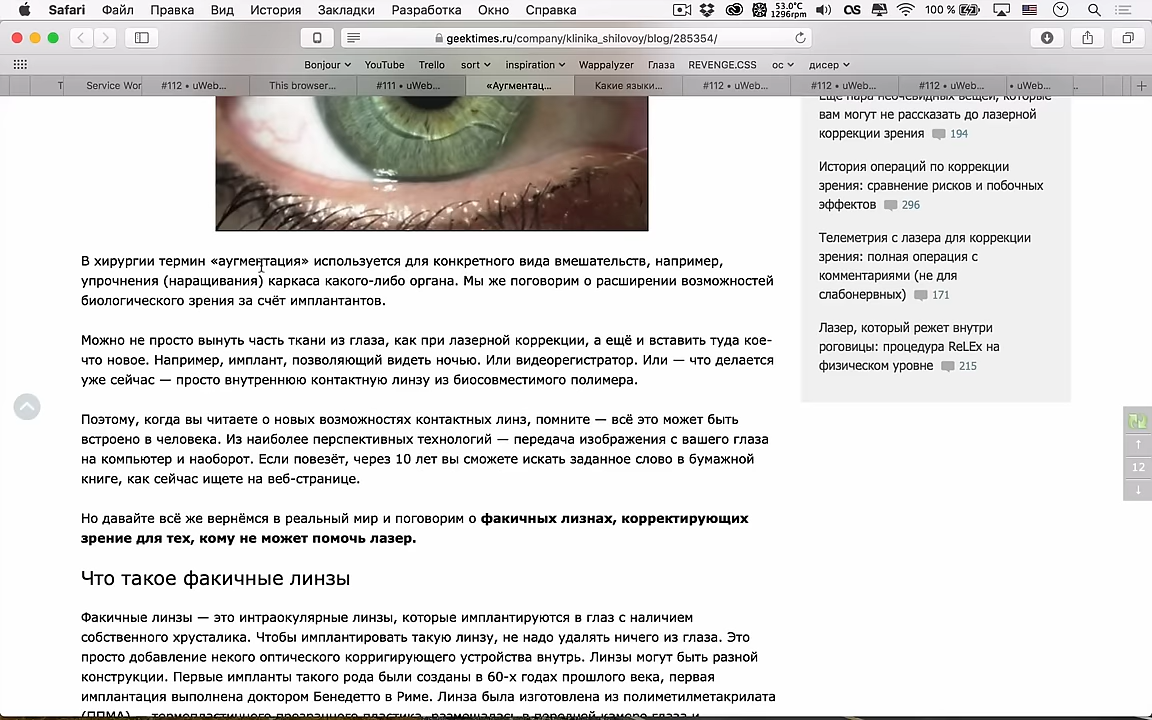 Safari Файл Правка Вид История Закладки Разработка Окно Справка 53.0°C 1296rpm 100 %
geektimes.ru/company/klinika_shilovoy/blog/285354/
Bonjour YouTube Trello sort inspiration Wappalyzer Глаза REVENGE.CSS ос дисер
T Service Wor #112 • uWeb... This browser... #111 • uWeb... «Аугментац... Какие языки... #112 • uWeb... #112 • uWeb... #112 • uWeb... • uWeb...
Ещё пара неочевидных вещей, которые
вам могут не рассказать до лазерной
коррекции зрения 194
История операций по коррекции
зрения: сравнение рисков и побочных
эффектов 296
Телеметрия с лазера для коррекции
зрения: полная операция с
комментариями (не для
слабонервных) 171
Лазер, который режет внутри
роговицы: процедура ReLEx на
физическом уровне 215
12
В хирургии термин «аугментация» используется для конкретного вида вмешательств, например,
упрочнения (наращивания) каркаса какого-либо органа. Мы же поговорим о расширении возможностей
биологического зрения за счёт имплантантов.
Можно не просто вынуть часть ткани из глаза, как при лазерной коррекции, а ещё и вставить туда кое-
что новое. Например, имплант, позволяющий видеть ночью. Или видеорегистратор. Или — что делается
уже сейчас — просто внутреннюю контактную линзу из биосовместимого полимера.
Поэтому, когда вы читаете о новых возможностях контактных линз, помните — всё это может быть
встроено в человека. Из наиболее перспективных технологий — передача изображения с вашего глаза
на компьютер и наоборот. Если повезёт, через 10 лет вы сможете искать заданное слово в бумажной
книге, как сейчас ищете на веб-странице.
Но давайте всё же вернёмся в реальный мир и поговорим о факичных лизнах, корректирующих
зрение для тех, кому не может помочь лазер.
Что такое факичные линзы
Факичные линзы — это интраокулярные линзы, которые имплантируются в глаз с наличием
собственного хрусталика. Чтобы имплантировать такую линзу, не надо удалять ничего из глаза. Это
просто добавление некого оптического корригирующего устройства внутрь. Линзы могут быть разной
конструкции. Первые импланты такого рода были созданы в 60-х годах прошлого века, первая
имплантация выполнена доктором Бенедетто в Риме. Линза была изготовлена из полиметилметакрилата
(ПММА) — термопластичного прозрачного пластика, размещалась в передней камере глаза и